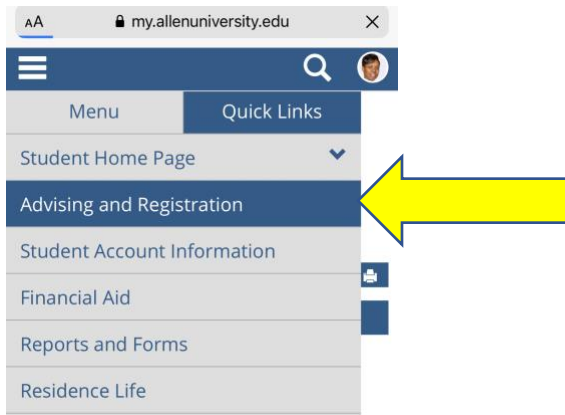 AA my.allenuniversity.edu
Menu Quick Links
Student Home Page
Advising and Registration
Student Account Information
Financial Aid
Reports and Forms
Residence Life